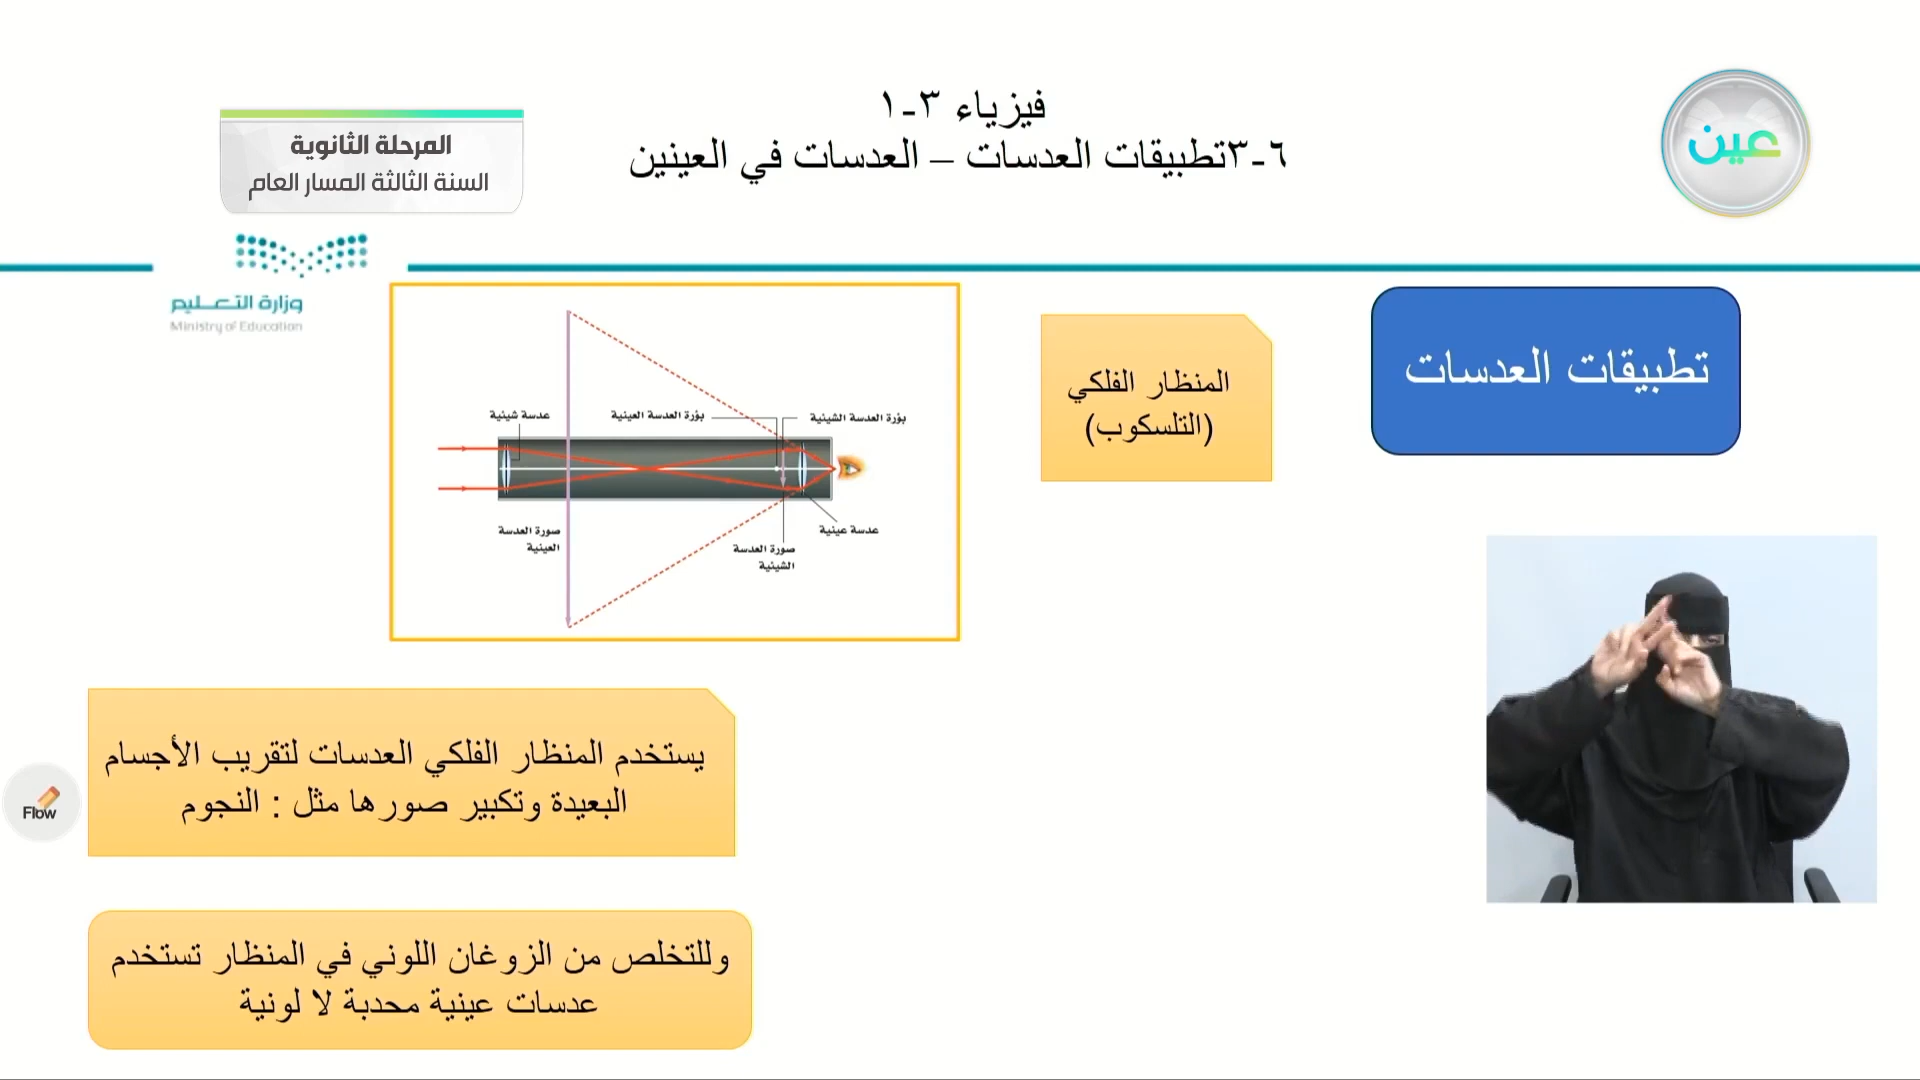 فيزياء ٣-١
٦-٣تطبيقات العدسات – العدسات في العينين
عين
المرحلة الثانوية
السنة الثالثة المسار العام
وزارة التعليم
Ministry of Education
تطبيقات العدسات
المنظار الفلكي
(التلسكوب)
بؤرة العدسة الشيئية
بؤرة العدسة العينية
عدسة شيئية
عدسة عينية
صورة العدسة
الشيئية
صورة العدسة
العينية
يستخدم المنظار الفلكي العدسات لتقريب الأجسام
البعيدة وتكبير صورها مثل : النجوم
Flow
وللتخلص من الزوغان اللوني في المنظار تستخدم
عدسات عينية محدبة لا لونية